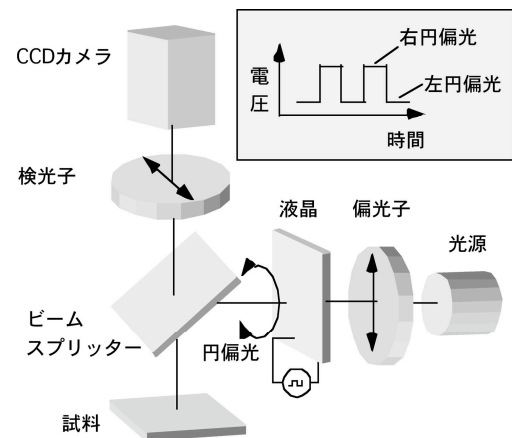 CCDカメラ
電圧
右円偏光
左円偏光
時間
検光子
液晶
偏光子
光源
ビーム
スプリッター
円偏光
試料